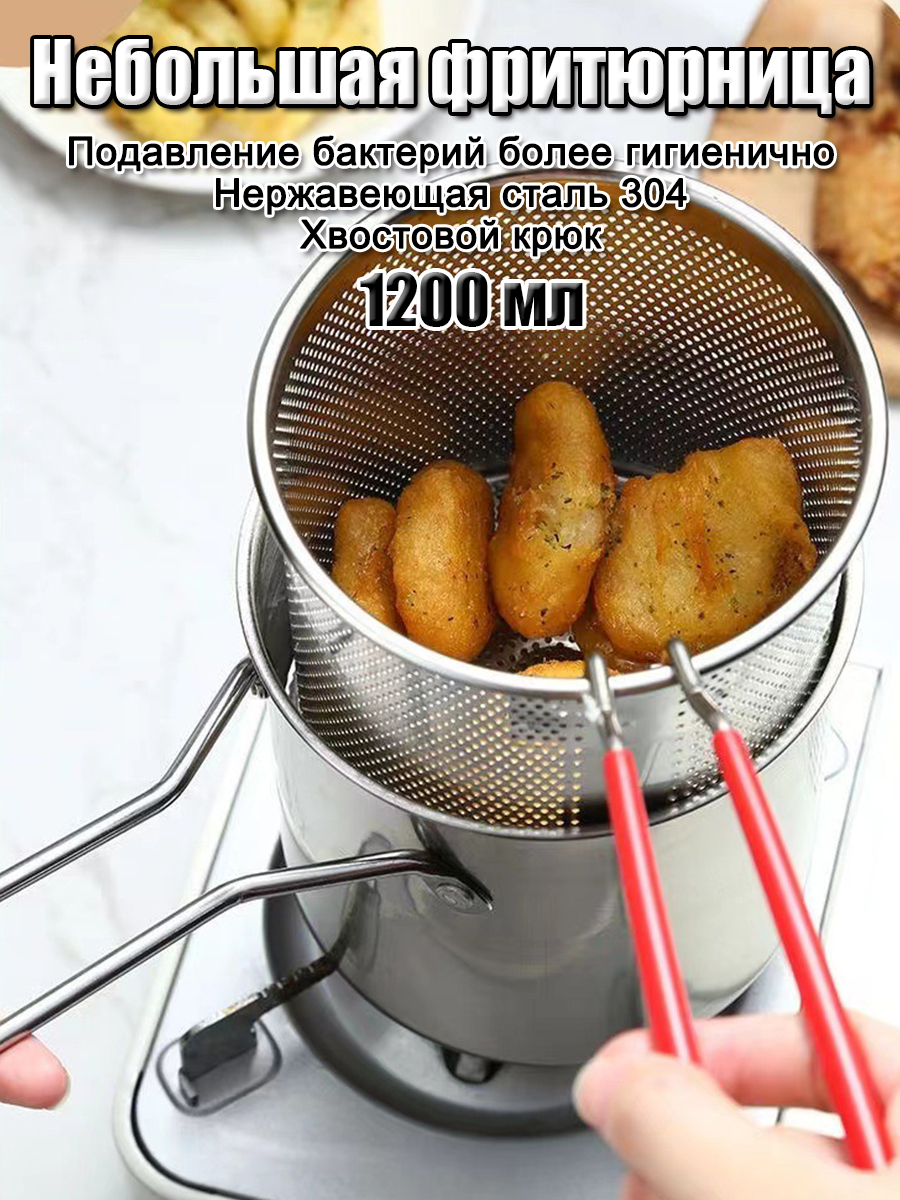 Небольшая фритюрница
Подавление бактерий более гигиенично
Нержавеющая сталь 304
Хвостовой крюк
1200 мл